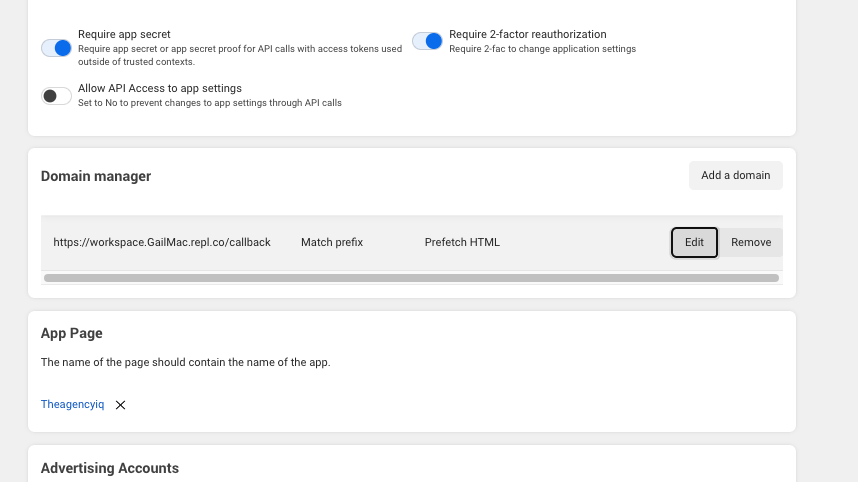 Require app secret
Require app secret or app secret proof for API calls with access tokens used
outside of trusted contexts.
Require 2-factor reauthorization
Require 2-fac to change application settings
Allow API Access to app settings
Set to No to prevent changes to app settings through API calls
Domain manager
Add a domain
https://workspace.GailMac.repl.co/callback Match prefix Prefetch HTML Edit Remove
App Page
The name of the page should contain the name of the app.
Theagencyiq
Advertising Accounts